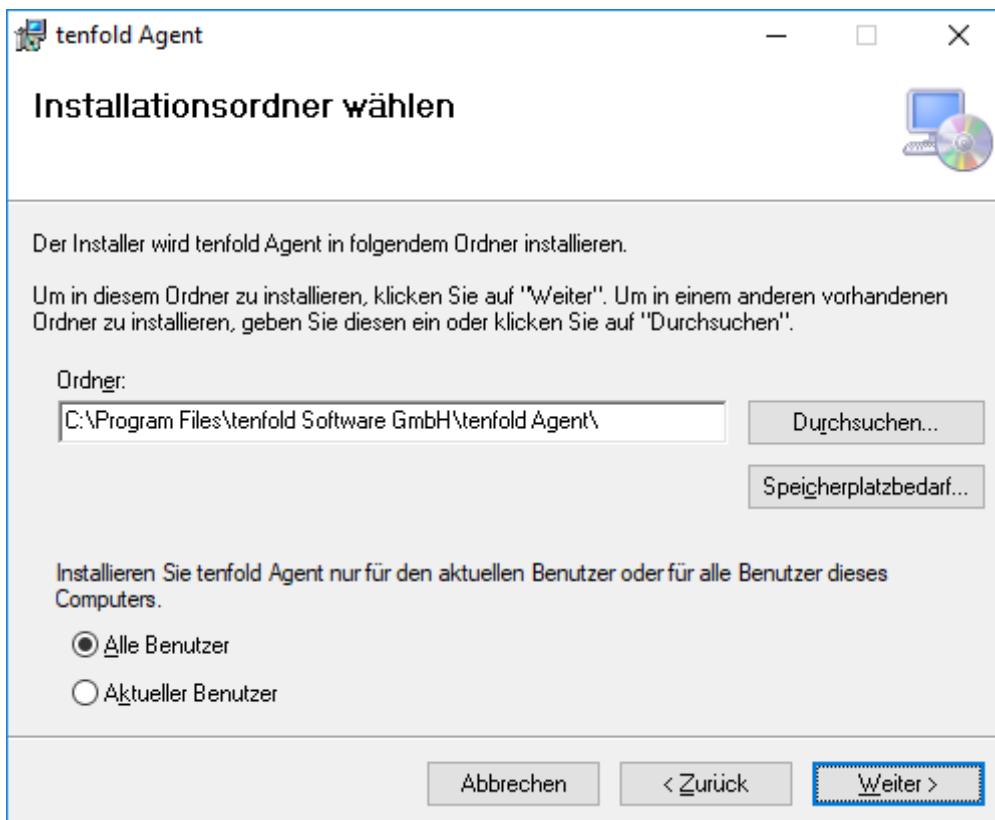 tenfold Agent
Installationsordner wählen
Der Installer wird tenfold Agent in folgendem Ordner installieren.
Um in diesem Ordner zu installieren, klicken Sie auf "Weiter". Um in einem anderen vorhandenen
Ordner zu installieren, geben Sie diesen ein oder klicken Sie auf "Durchsuchen".
Ordner:
C:\Program Files\tenfold Software GmbH\tenfold Agent\
Durchsuchen...
Speicherplatzbedarf...
Installieren Sie tenfold Agent nur für den aktuellen Benutzer oder für alle Benutzer dieses
Computers.
Alle Benutzer
Aktueller Benutzer
Abbrechen
< Zurück
Weiter >